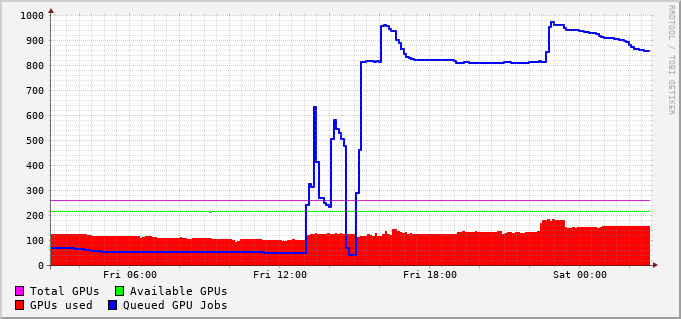 1000
900
800
700
600
500
400
300
200
100
0
Fri 06:00 Fri 12:00 Fri 18:00 Sat 00:00
Total GPUs Available GPUs
GPUs used Queued GPU Jobs
RRDTOOL / TOBI OETIKER